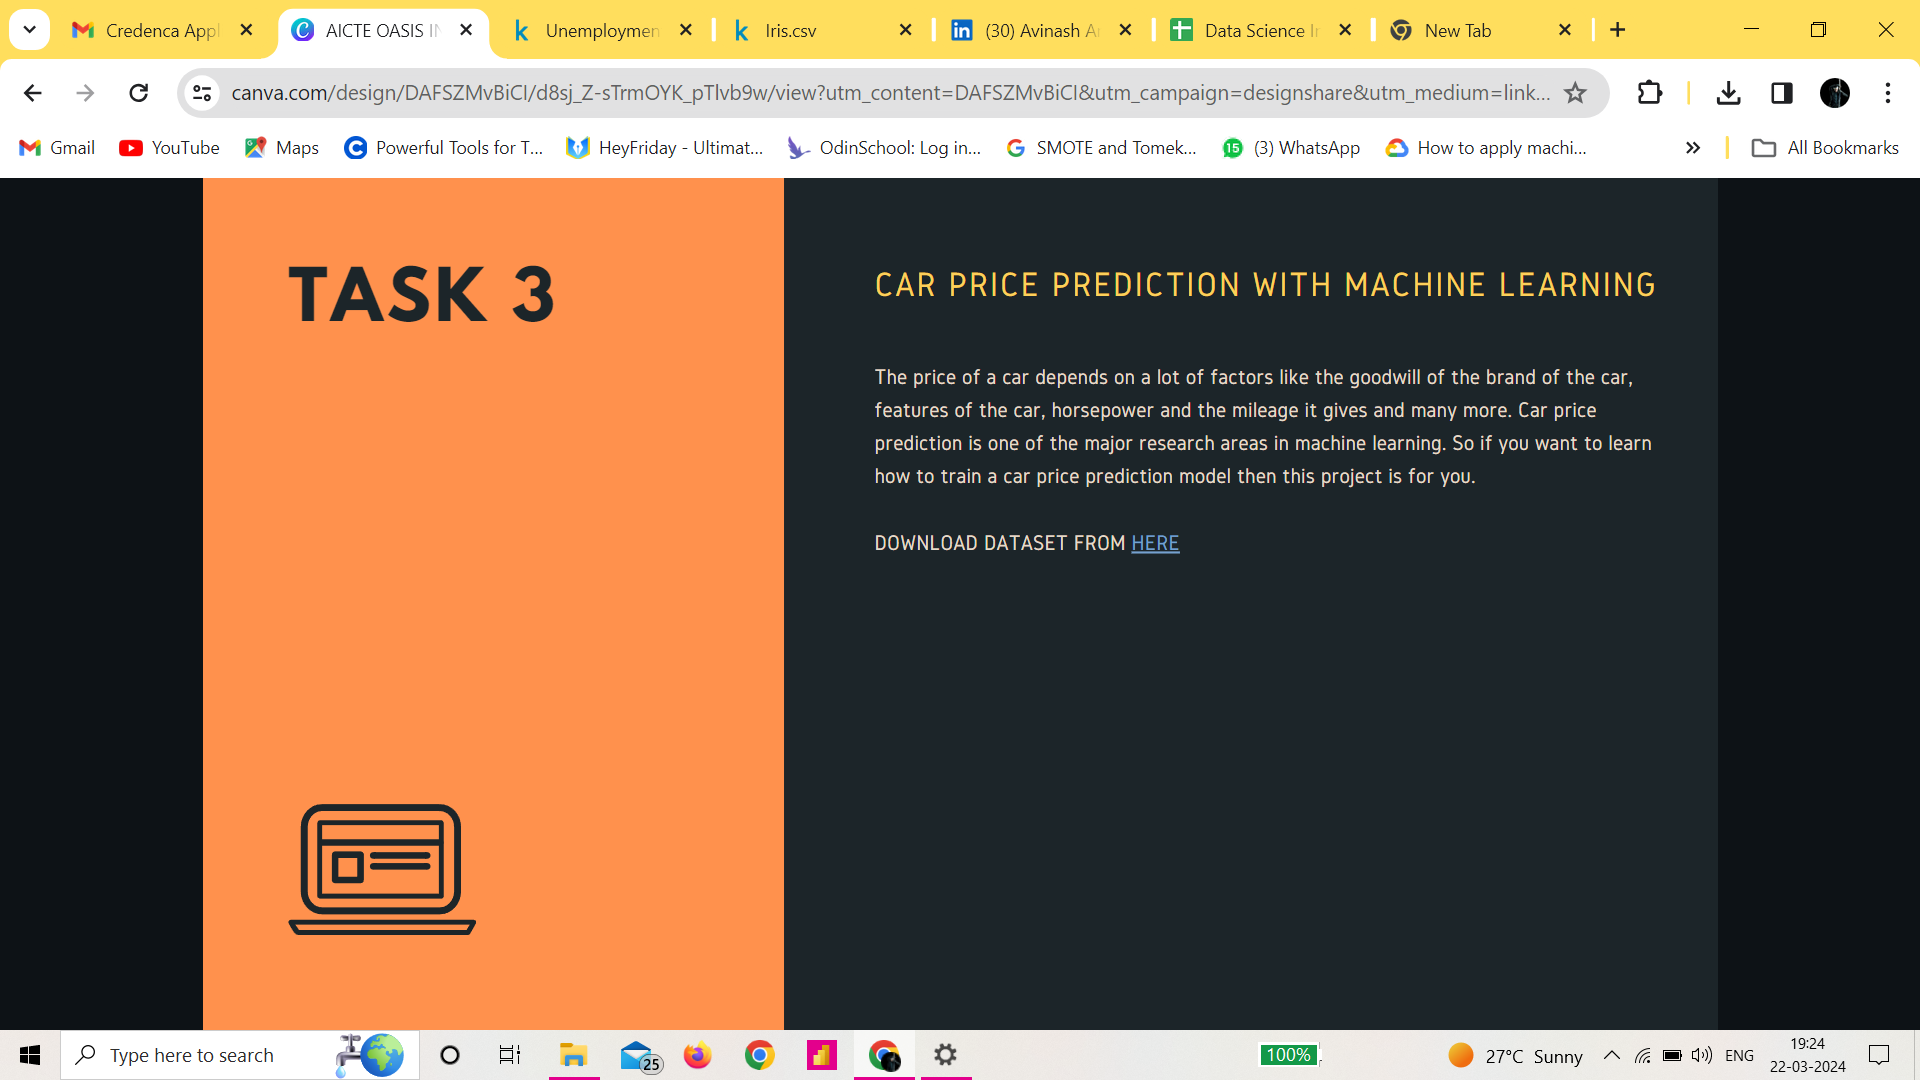 Credenca Appl
AICTE OASIS IN
Unemploymen
Iris.csv
(30) Avinash A
Data Science I
New Tab
canva.com/design/DAFSZMvBiCI/d8sj_Z-sTrmOYK_pTlvb9w/view?utm_content=DAFSZMvBiCI&utm_campaign=designshare&utm_medium=link...
Gmail
YouTube
Maps
Powerful Tools for T...
HeyFriday - Ultimat...
OdinSchool: Log in...
SMOTE and Tomek...
15
(3) WhatsApp
How to apply machi...
All Bookmarks
TASK 3
CAR PRICE PREDICTION WITH MACHINE LEARNING
The price of a car depends on a lot of factors like the goodwill of the brand of the car,
features of the car, horsepower and the mileage it gives and many more. Car price
prediction is one of the major research areas in machine learning. So if you want to learn
how to train a car price prediction model then this project is for you.
DOWNLOAD DATASET FROM HERE
Type here to search
25
100%
27°C Sunny
ENG
19:24
22-03-2024